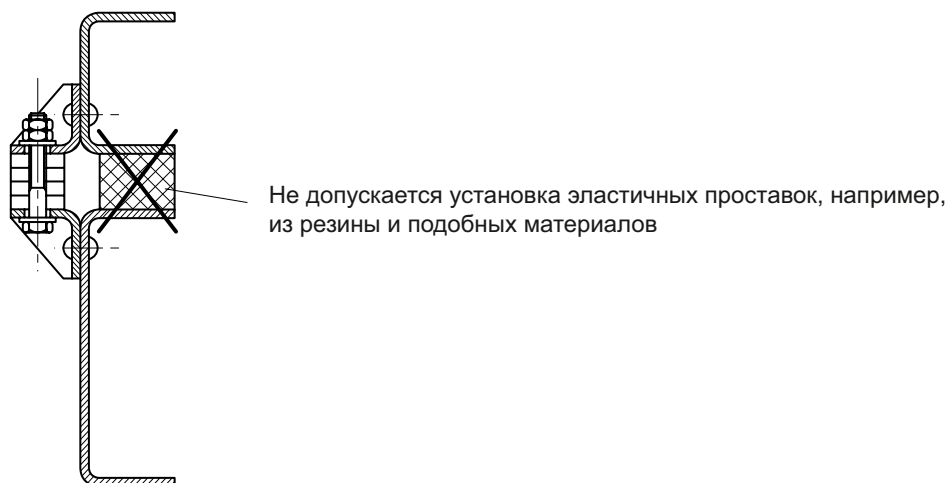 Не допускается установка эластичных проставок, например,
из резины и подобных материалов